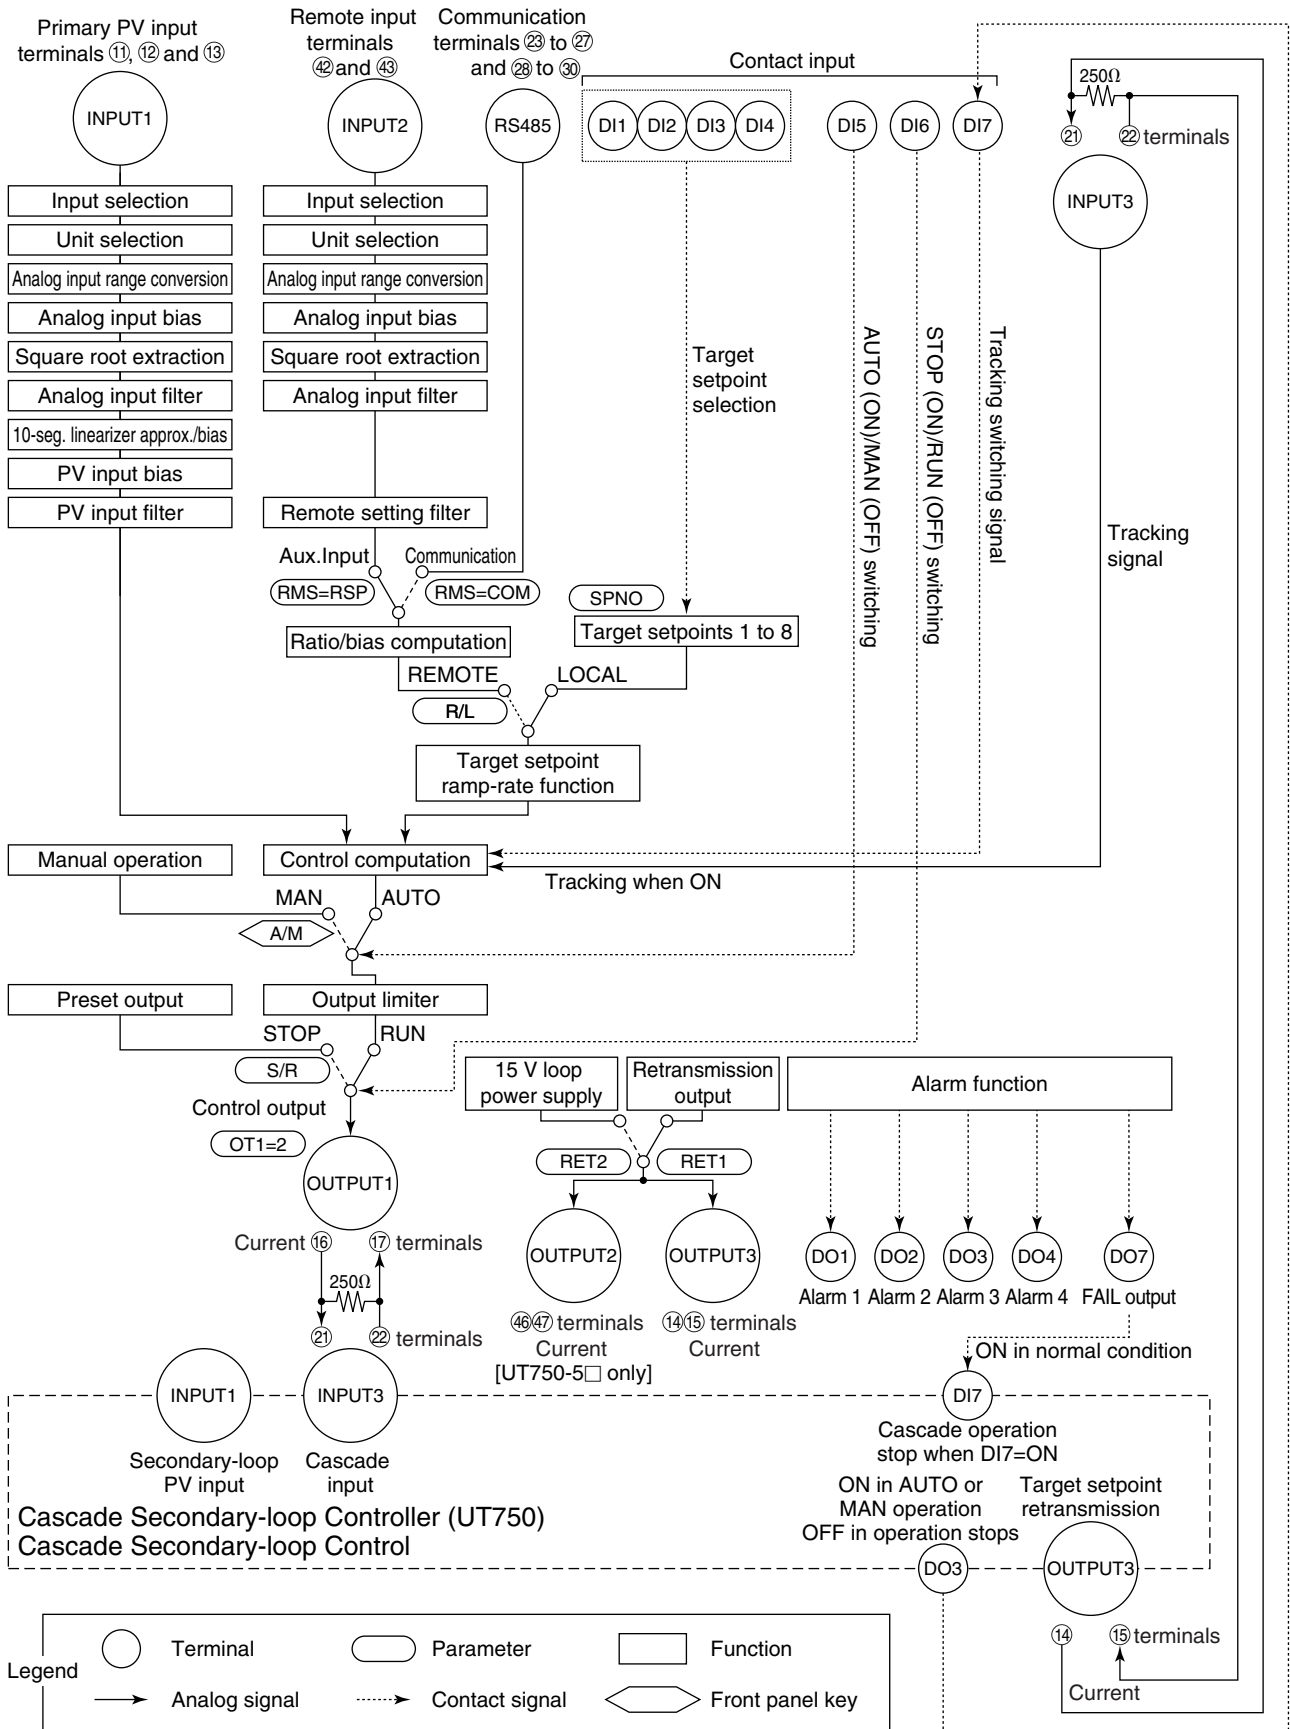 Primary PV input
terminals ⑪, ⑫ and ⑬
INPUT1
Input selection
Unit selection
Analog input range conversion
Analog input bias
Square root extraction
Analog input filter
10-seg. linearizer approx./bias
PV input bias
PV input filter
Remote input
terminals
㊷ and ㊸
INPUT2
Input selection
Unit selection
Analog input range conversion
Analog input bias
Square root extraction
Analog input filter
Remote setting filter
Communication
terminals ㉓ to ㉗
and ㉘ to ㉚
RS485
Contact input
DI1
DI2
DI3
DI4
DI5
DI6
DI7
Target
setpoint
selection
AUTO (ON)/MAN (OFF) switching
STOP (ON)/RUN (OFF) switching
Tracking switching signal
250Ω
㉑
㉒ terminals
INPUT3
Tracking
signal
Aux.Input
Communication
RMS=RSP
RMS=COM
Ratio/bias computation
SPNO
Target setpoints 1 to 8
REMOTE
LOCAL
R/L
Target setpoint
ramp-rate function
Manual operation
Control computation
Tracking when ON
MAN
AUTO
A/M
Preset output
Output limiter
STOP
RUN
S/R
Control output
OT1=2
OUTPUT1
Current ⑯
⑰ terminals
250Ω
㉑
㉒ terminals
15 V loop
power supply
Retransmission
output
RET2
RET1
OUTPUT2
OUTPUT3
㊻㊼ terminals
Current
[UT750-5□ only]
⑭⑮ terminals
Current
Alarm function
DO1
DO2
DO3
DO4
DO7
Alarm 1
Alarm 2
Alarm 3
Alarm 4
FAIL output
ON in normal condition
INPUT1
INPUT3
DI7
Secondary-loop
PV input
Cascade
input
Cascade operation
stop when DI7=ON
ON in AUTO or
MAN operation
OFF in operation stops
Target setpoint
retransmission
Cascade Secondary-loop Controller (UT750)
Cascade Secondary-loop Control
DO3
OUTPUT3
⑭
⑮ terminals
Current
Legend
Terminal
Parameter
Function
Analog signal
Contact signal
Front panel key